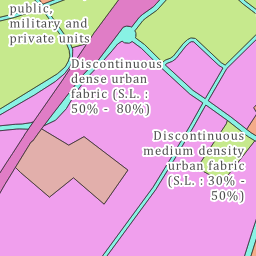 public,
military and
private units
Discontinuous
dense urban
fabric (S.L. :
50% - 80%)
Discontinuous
medium density
urban fabric
(S.L. : 30% -
50%)